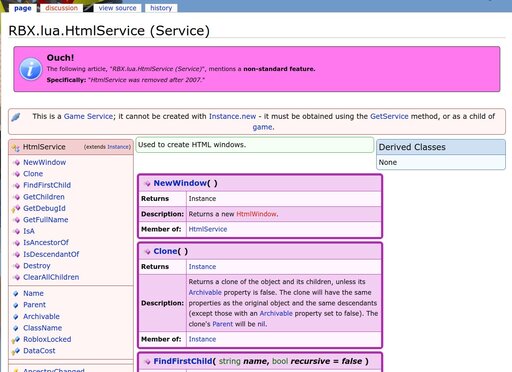 page discussion view source history
RBX.lua.HtmlService (Service)
Ouch!
The following article, "RBX.lua.HtmlService (Service)", mentions a non-standard feature.
Specifically: "HtmlService was removed after 2007."
This is a Game Service; it cannot be created with Instance.new - it must be obtained using the GetService method, or as a child of
game.
HtmlService (extends Instance)
NewWindow
Clone
FindFirstChild
GetChildren
GetDebugId
GetFullName
IsA
IsAncestorOf
IsDescendantOf
Destroy
ClearAllChildren
Name
Parent
Archivable
ClassName
RobloxLocked
DataCost
AncestryChanged
Used to create HTML windows.
NewWindow( )
Returns Instance
Description: Returns a new HtmlWindow.
Member of: HtmlService
Clone( )
Returns Instance
Description: Returns a clone of the object and its children, unless its
Archivable property is false. The clone will have the same
properties as the original object and the same descendants
(except those with an Archivable property set to false). The
clone's Parent will be nil.
Member of: Instance
FindFirstChild( string name, bool recursive = false )
Derived Classes
None